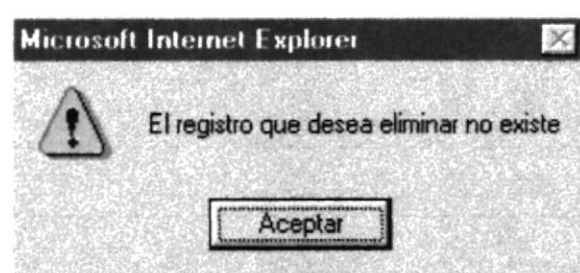 Microsoft Internet Explorer
El registro que desea eliminar no existe
Aceptar